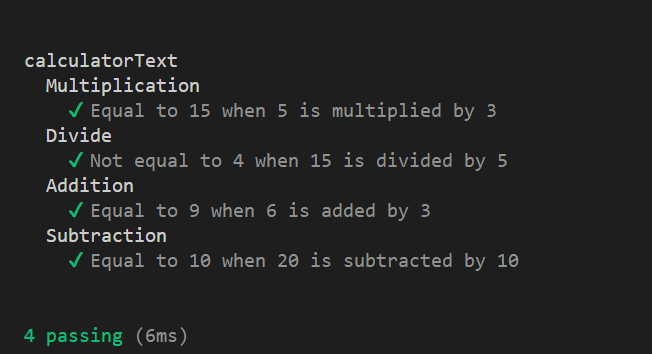 calculatorText
Multiplication
✓ Equal to 15 when 5 is multiplied by 3
Divide
✓ Not equal to 4 when 15 is divided by 5
Addition
✓ Equal to 9 when 6 is added by 3
Subtraction
✓ Equal to 10 when 20 is subtracted by 10
4 passing (6ms)